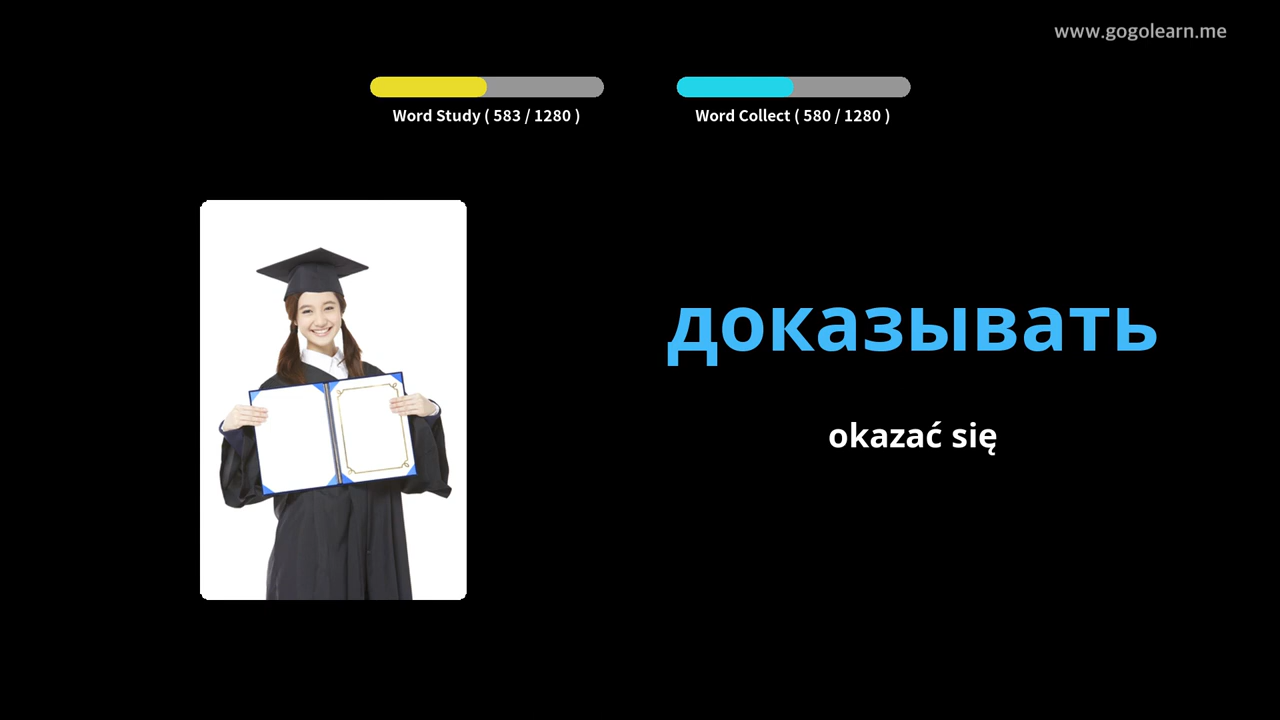 www.gogolearn.me
Word Study ( 583 / 1280 )
Word Collect ( 580 / 1280 )
доказывать
okazać się